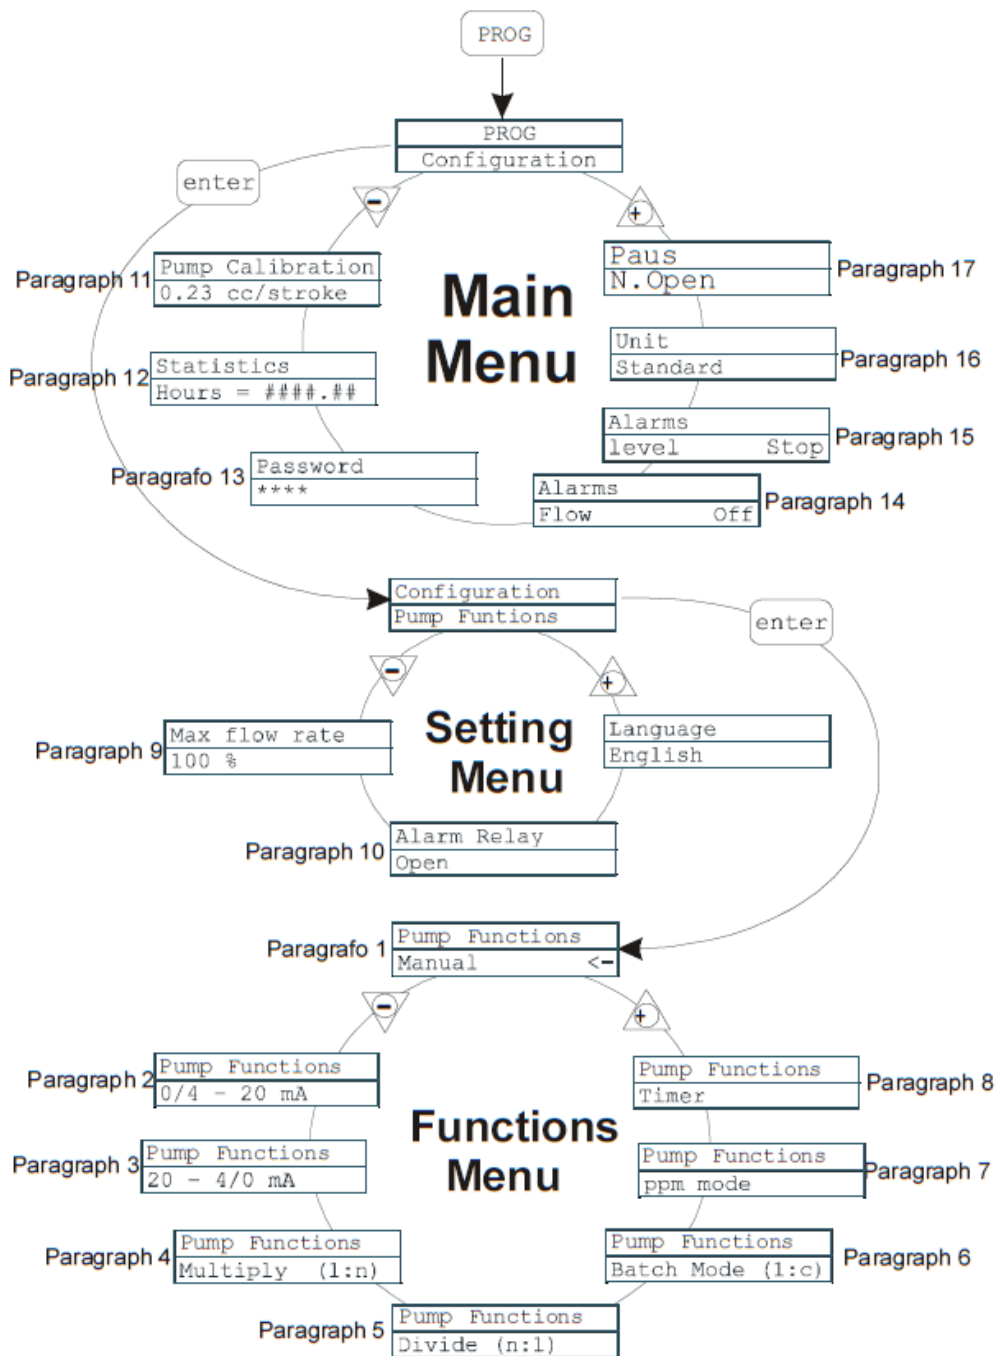 PROG
PROG
Configuration
enter
-
+
Paragraph 11
Pump Calibration
0.23 cc/stroke
Main
Menu
Paus
N.Open
Paragraph 17
Paragraph 12
Statistics
Hours = ####.##
Unit
Standard
Paragraph 16
Alarms
level Stop
Paragraph 15
Paragrafo 13
Password
****
Alarms
Flow Off
Paragraph 14
Configuration
Pump Funtions
enter
-
+
Paragraph 9
Max flow rate
100 %
Setting
Menu
Language
English
Paragraph 10
Alarm Relay
Open
Paragrafo 1
Pump Functions
Manual <-
-
+
Paragraph 2
Pump Functions
0/4 - 20 mA
Pump Functions
Timer
Paragraph 8
Functions
Menu
Paragraph 3
Pump Functions
20 - 4/0 mA
Pump Functions
ppm mode
Paragraph 7
Paragraph 4
Pump Functions
Multiply (1:n)
Pump Functions
Batch Mode (1:c)
Paragraph 6
Paragraph 5
Pump Functions
Divide (n:1)